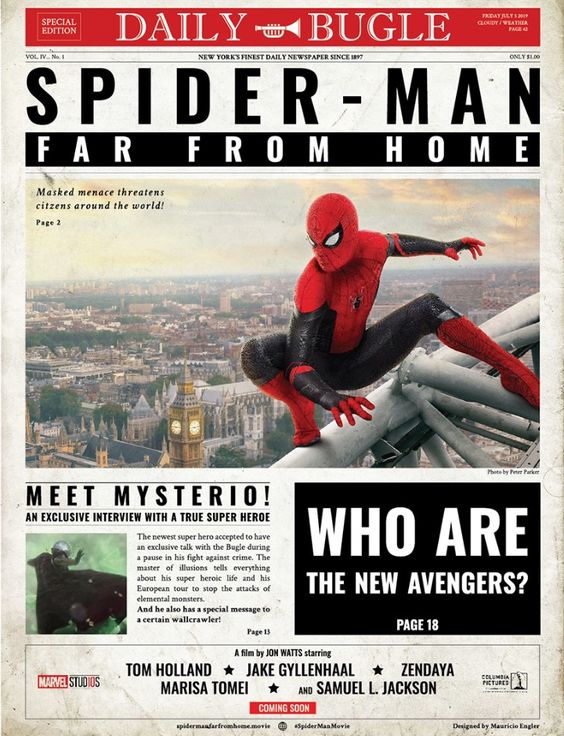 SPECIAL
EDITION
DAILY BUGLE
FRIDAY JULY 5 2019
CLOUDY / WEATHER
PAGE 42
VOL. IV... No. 1
NEW YORK'S FINEST DAILY NEWSPAPER SINCE 1897
ONLY $1.00
SPIDER-MAN
FAR FROM HOME
Masked menace threatens
citzens around the world!
Page 2
Photo by Peter Parker
MEET MYSTERIO!
AN EXCLUSIVE INTERVIEW WITH A TRUE SUPER HEROE
The newest super hero accepted to have
an exclusive talk with the Bugle during
a pause in his fight against crime. The
master of illusions tells everything
about his super heroic life and his
European tour to stop the attacks of
elemental monsters.
And he also has a special message to
a certain wallcrawler!
Page 13
WHO ARE
THE NEW AVENGERS?
PAGE 18
A film by JON WATTS starring
TOM HOLLAND ★ JAKE GYLLENHAAL ★ ZENDAYA
MARISA TOMEI ★ AND SAMUEL L. JACKSON
MARVEL STUDIOS
COLUMBIA
PICTURES
COMING SOON
spidermanfarfromhome.movie
#SpiderManMovie
Designed by Mauricio Engler